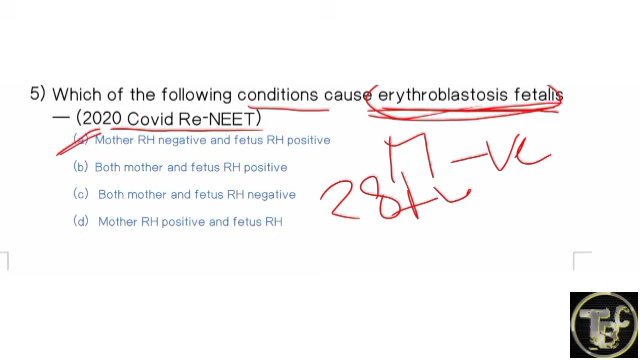 5) Which of the following conditions cause erythroblastosis fetalis
— (2020 Covid Re-NEET)
(a) Mother RH negative and fetus RH positive
M -ve
(b) Both mother and fetus RH positive
(c) Both mother and fetus RH negative
(d) Mother RH positive and fetus RH